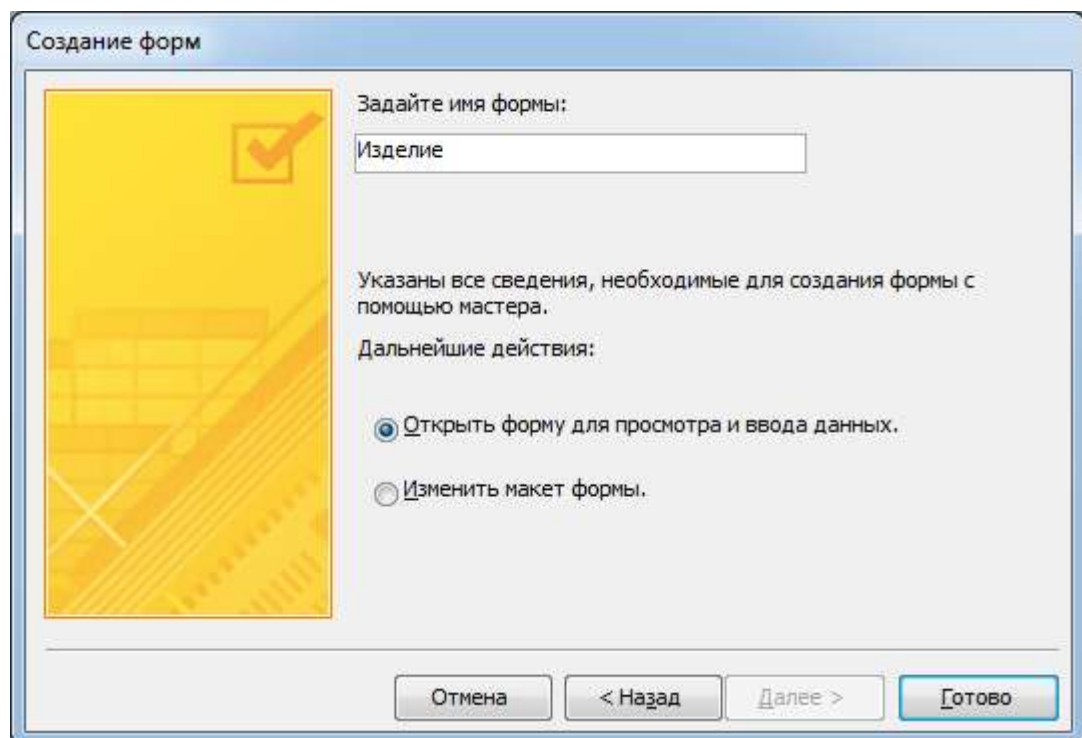 Создание форм
Задайте имя формы:
Изделие
Указаны все сведения, необходимые для создания формы с
помощью мастера.
Дальнейшие действия:
Открыть форму для просмотра и ввода данных.
Изменить макет формы.
Отмена
< Назад
Далее >
Готово